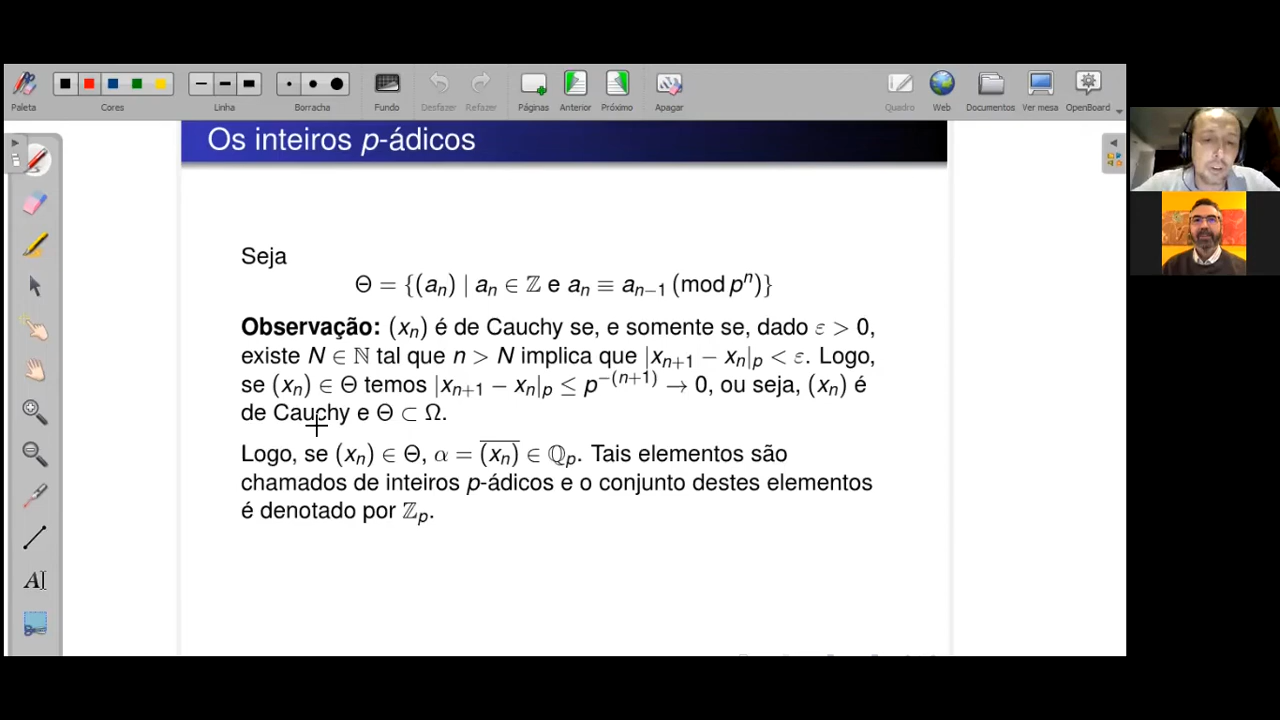 Paleta
Cores
Linha
Borracha
Fundo
Desfazer
Refazer
Páginas
Anterior
Próximo
Apagar
Quadro
Web
Documentos
Ver mesa
OpenBoard
Os inteiros p-ádicos
Seja
Θ = {(aₙ) | aₙ ∈ ℤ e aₙ ≡ aₙ₋₁ (mod pⁿ)}
Observação: (xₙ) é de Cauchy se, e somente se, dado ε > 0,
existe N ∈ ℕ tal que n > N implica que |xₙ₊₁ − xₙ|ₚ < ε. Logo,
se (xₙ) ∈ Θ temos |xₙ₊₁ − xₙ|ₚ ≤ p^{−(n+1)} → 0, ou seja, (xₙ) é
de Cauchy e Θ ⊂ Ω.
Logo, se (xₙ) ∈ Θ, α = \overline{(xₙ)} ∈ ℚₚ. Tais elementos são
chamados de inteiros p-ádicos e o conjunto destes elementos
é denotado por ℤₚ.